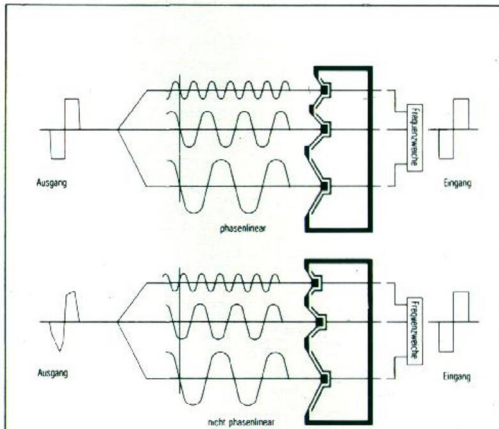 Frequenzweiche
Ausgang
Eingang
phasenlinear
Frequenzweiche
Ausgang
Eingang
nicht phasenlinear